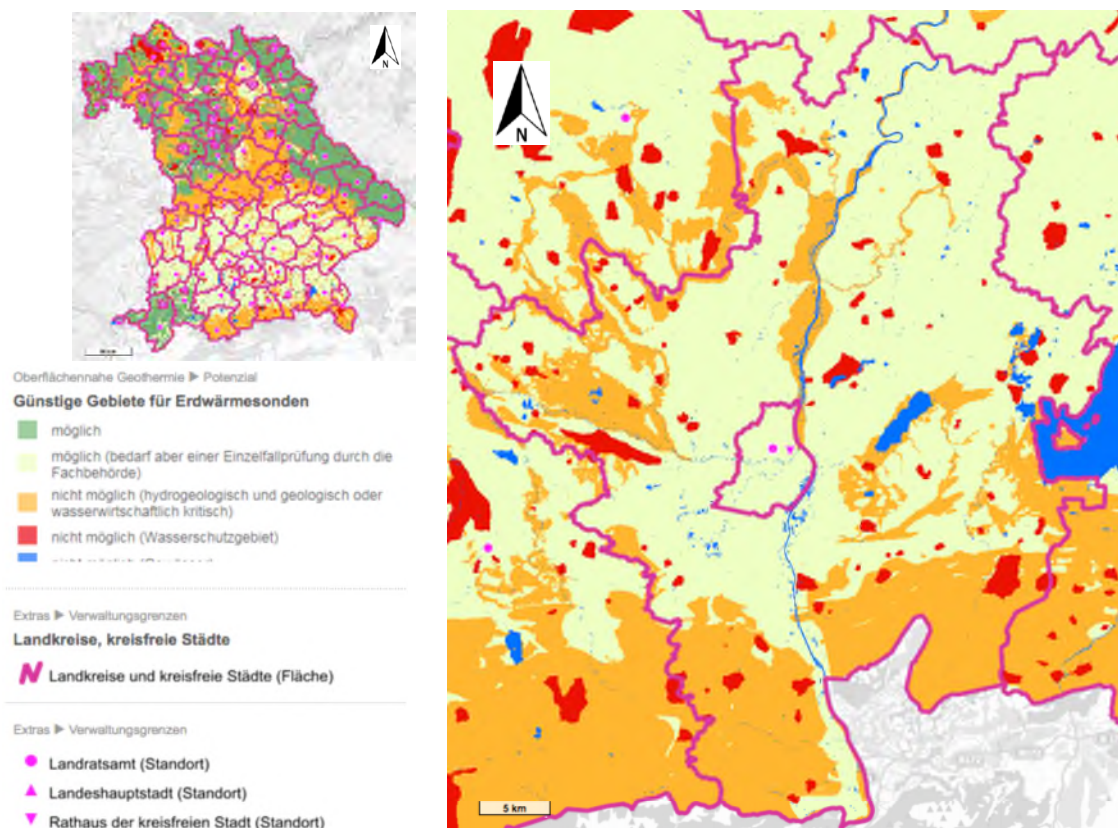 N
N
Oberflächennahe Geothermie ▶ Potenzial
Günstige Gebiete für Erdwärmesonden
möglich
möglich (bedarf aber einer Einzelfallprüfung durch die
Fachbehörde)
nicht möglich (hydrogeologisch und geologisch oder
wasserwirtschaftlich kritisch)
nicht möglich (Wasserschutzgebiet)
Extras ▶ Verwaltungsgrenzen
Landkreise, kreisfreie Städte
Landkreise und kreisfreie Städte (Fläche)
Extras ▶ Verwaltungsgrenzen
Landratsamt (Standort)
Landeshauptstadt (Standort)
Rathaus der kreisfreien Stadt (Standort)
5 km